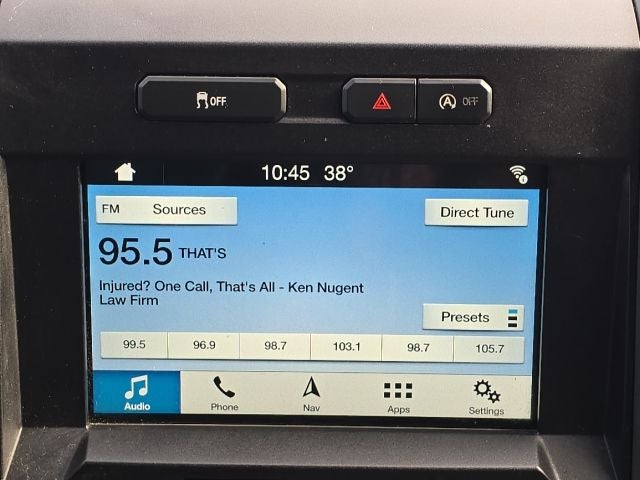 OFF
A OFF
10:45 38°
FM Sources
Direct Tune
95.5 THAT'S
Injured? One Call, That's All - Ken Nugent
Law Firm
Presets
99.5 96.9 98.7 103.1 98.7 105.7
Audio Phone Nav Apps Settings